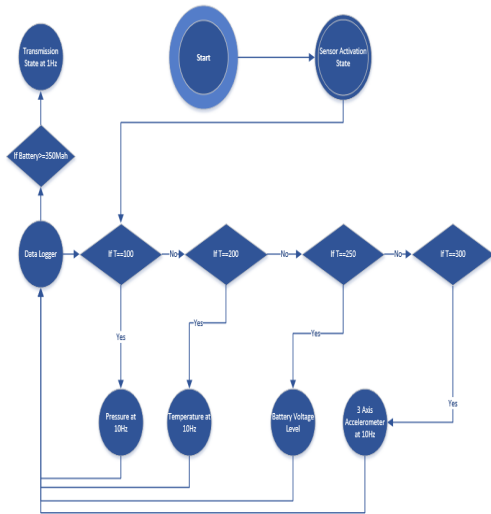 Transmission
State at 1Hz
Start
Sensor Activation
State
If Battery>=350Mah
Data Logger
If T==100
No
If T==200
No
If T==250
No
If T==300
Yes
Yes
Yes
Yes
Pressure at
10Hz
Temperature at
10Hz
Battery Voltage
Level
3 Axis
Accelerometer
at 10Hz